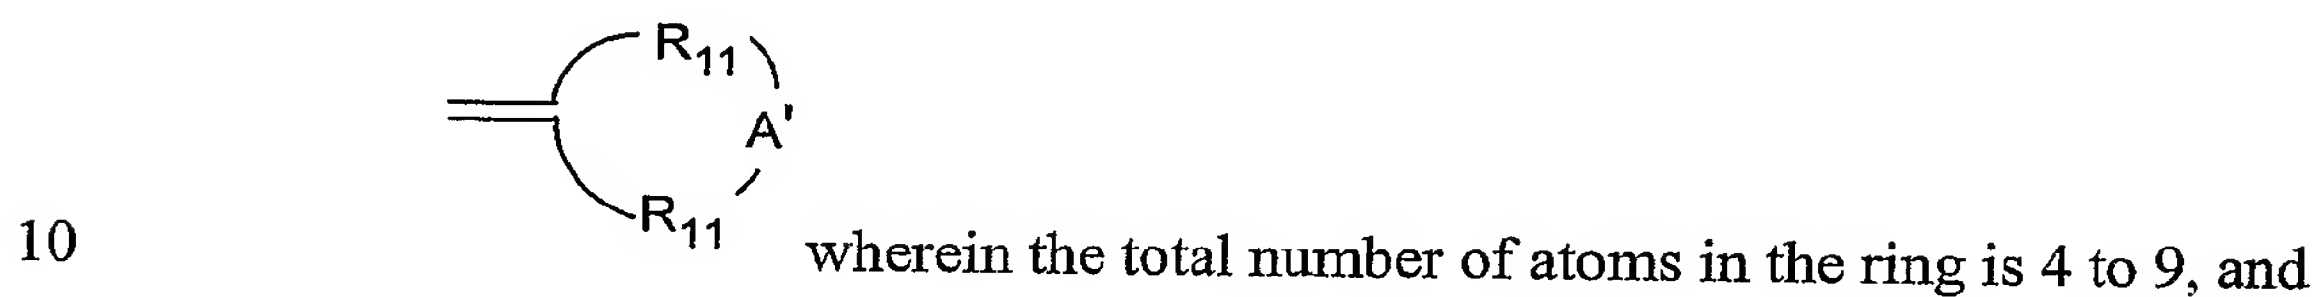 R11
A'
R11
10 wherein the total number of atoms in the ring is 4 to 9, and